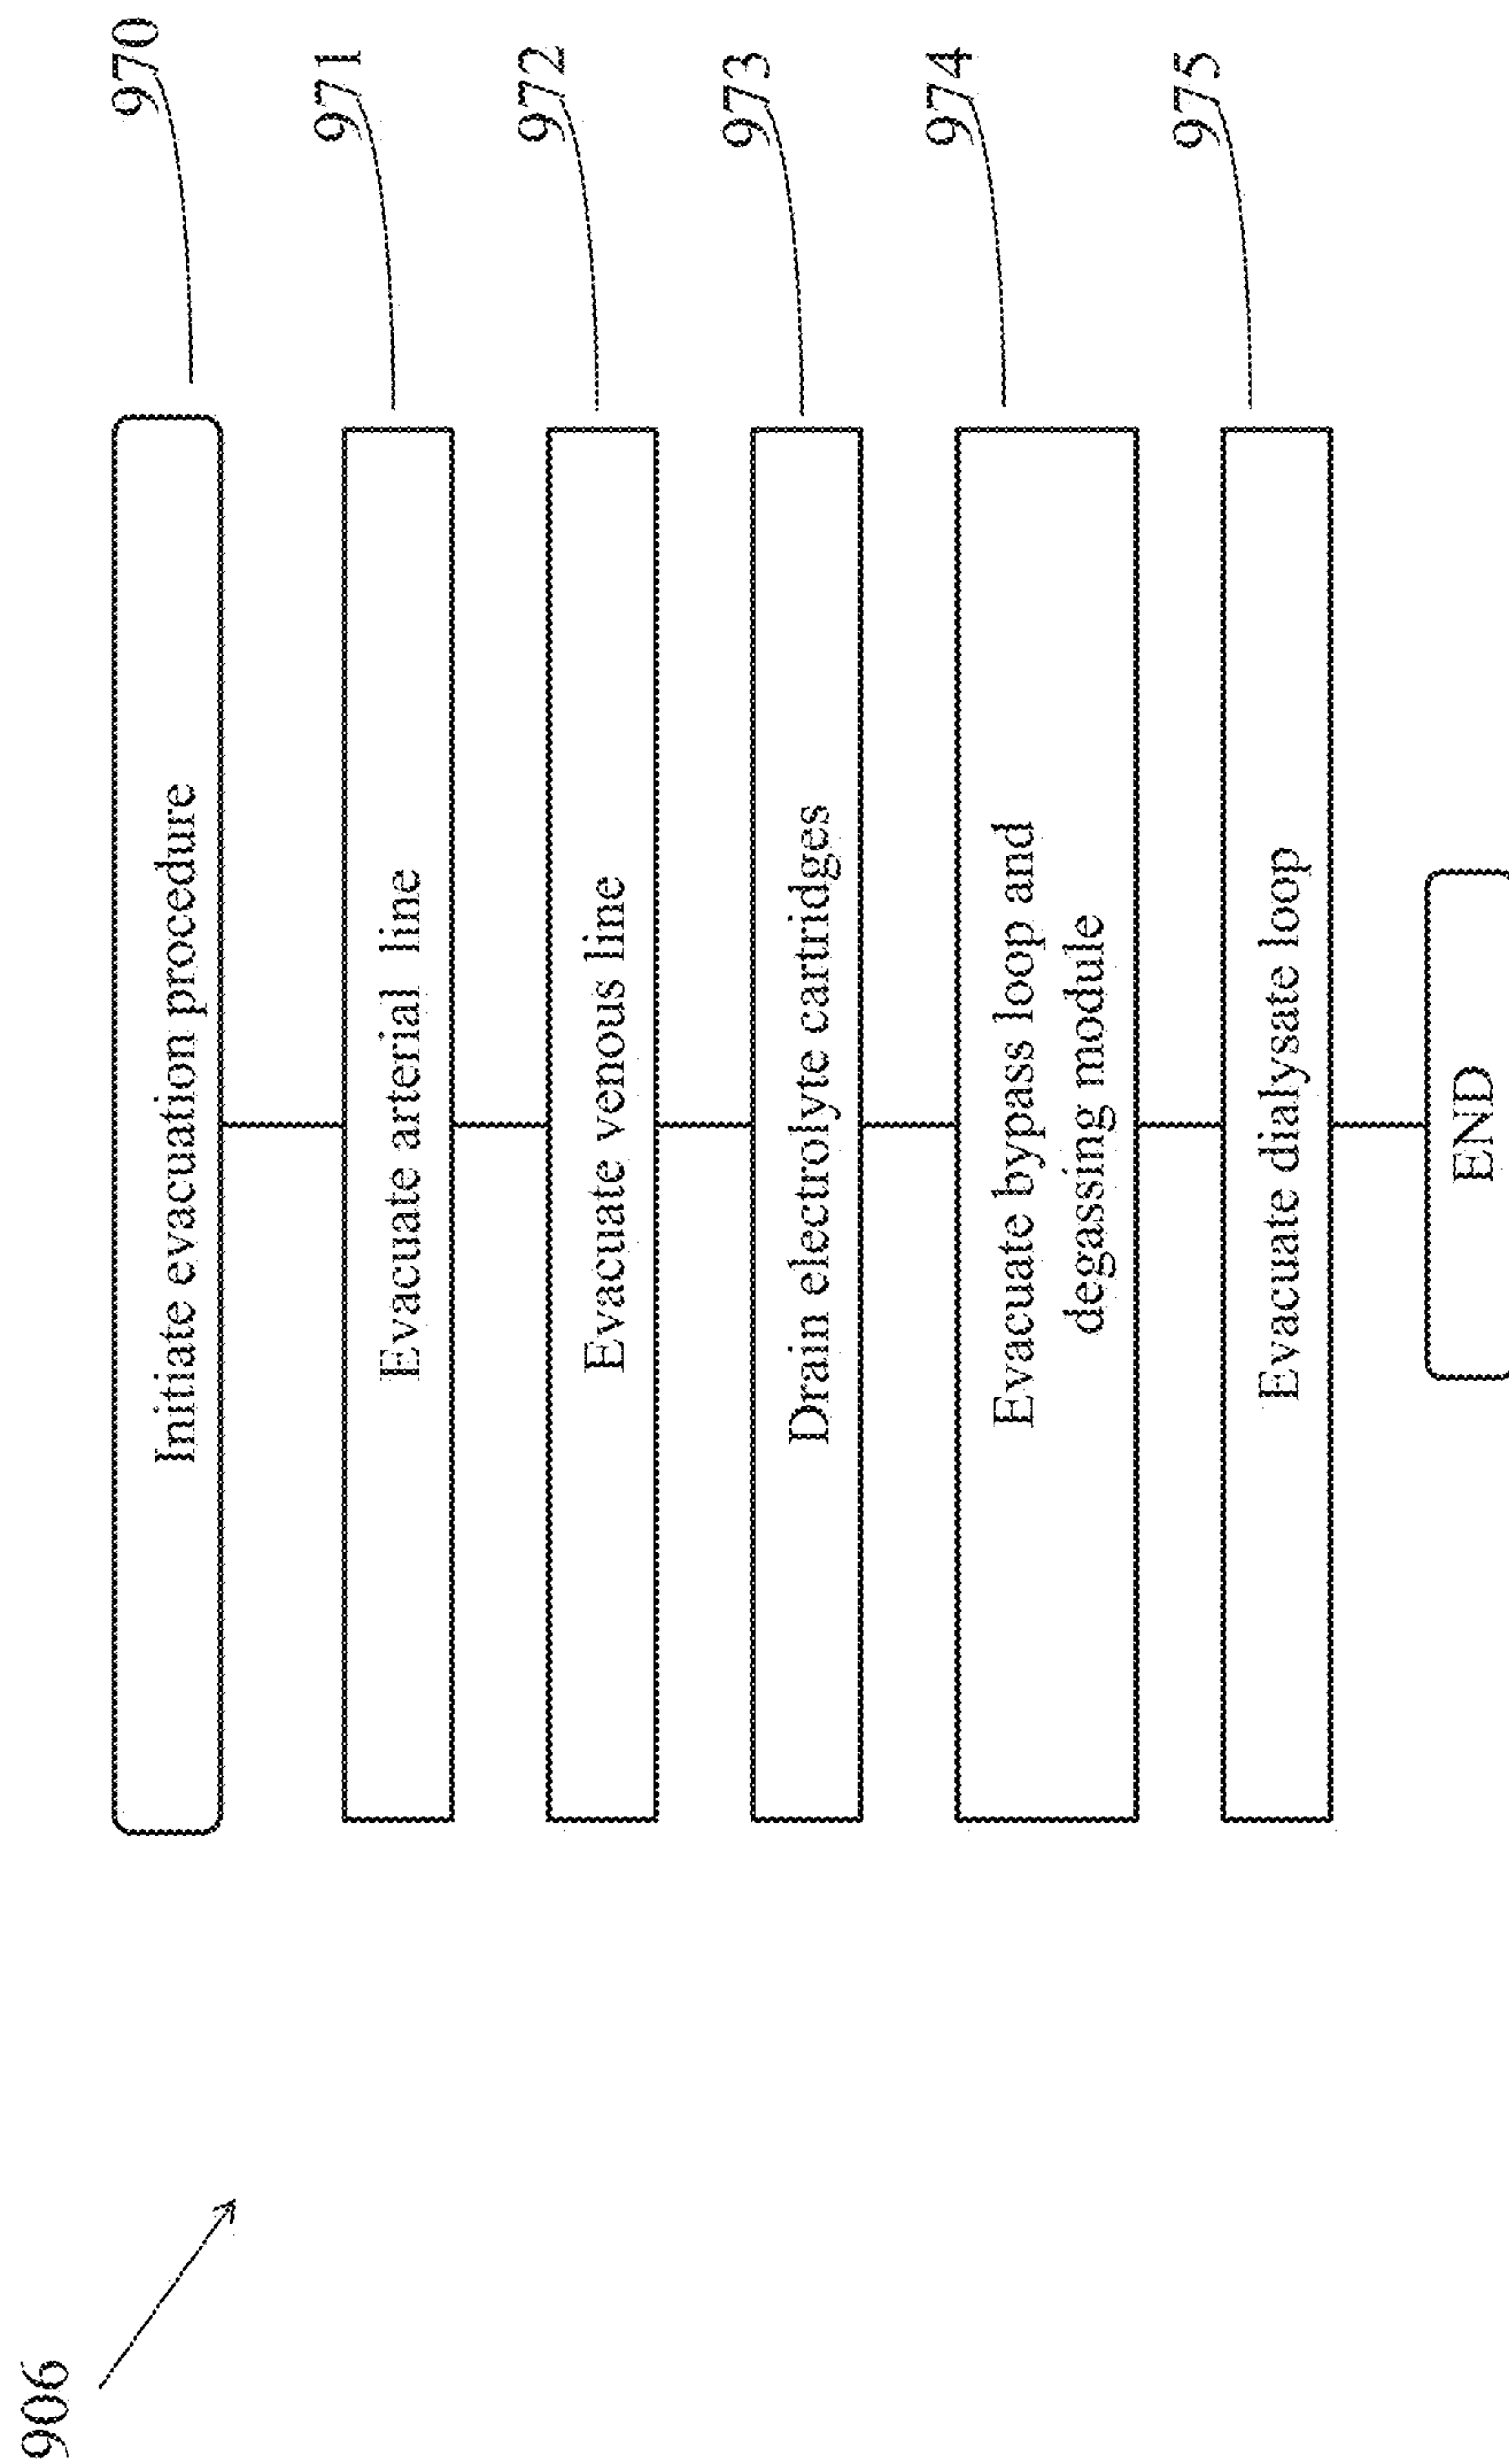 906
Initiate evacuation procedure
970
Evacuate arterial line
971
Evacuate venous line
972
Drain electrolyte cartridges
973
Evacuate bypass loop and
degassing module
974
Evacuate dialysate loop
975
END